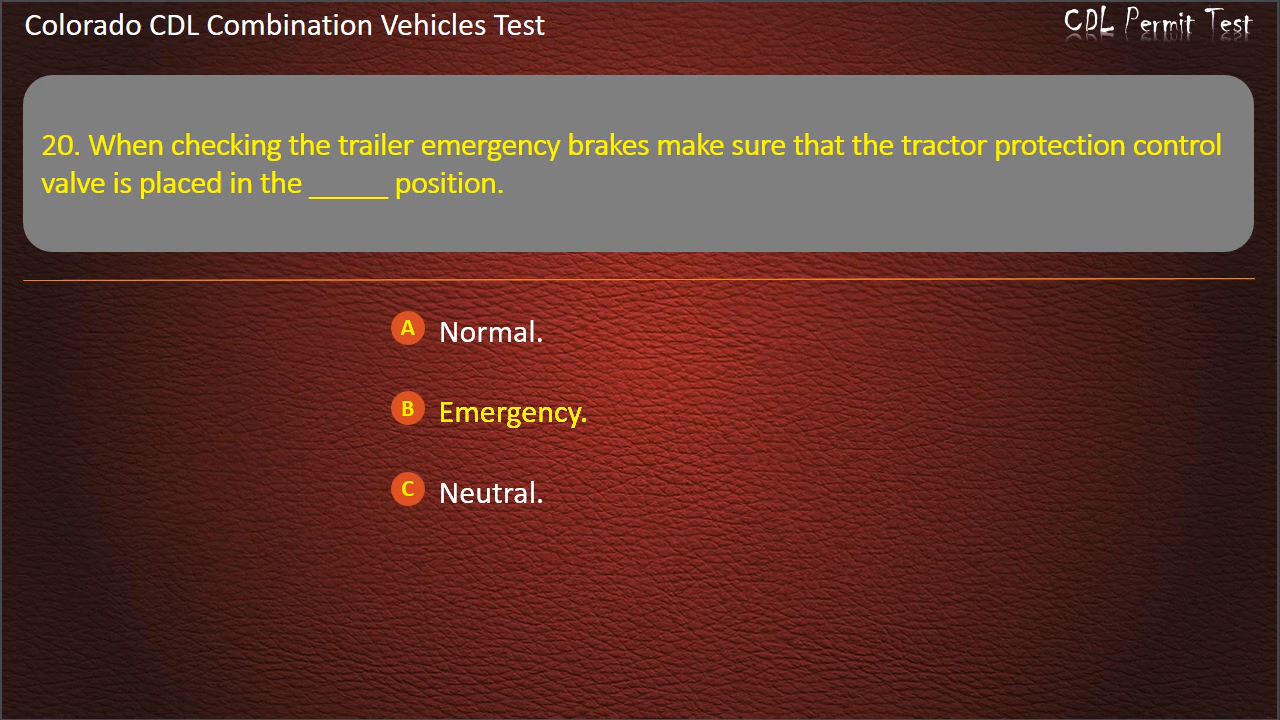 Colorado CDL Combination Vehicles Test
CDL Permit Test
20. When checking the trailer emergency brakes make sure that the tractor protection control
valve is placed in the _____ position.
A Normal.
B Emergency.
C Neutral.